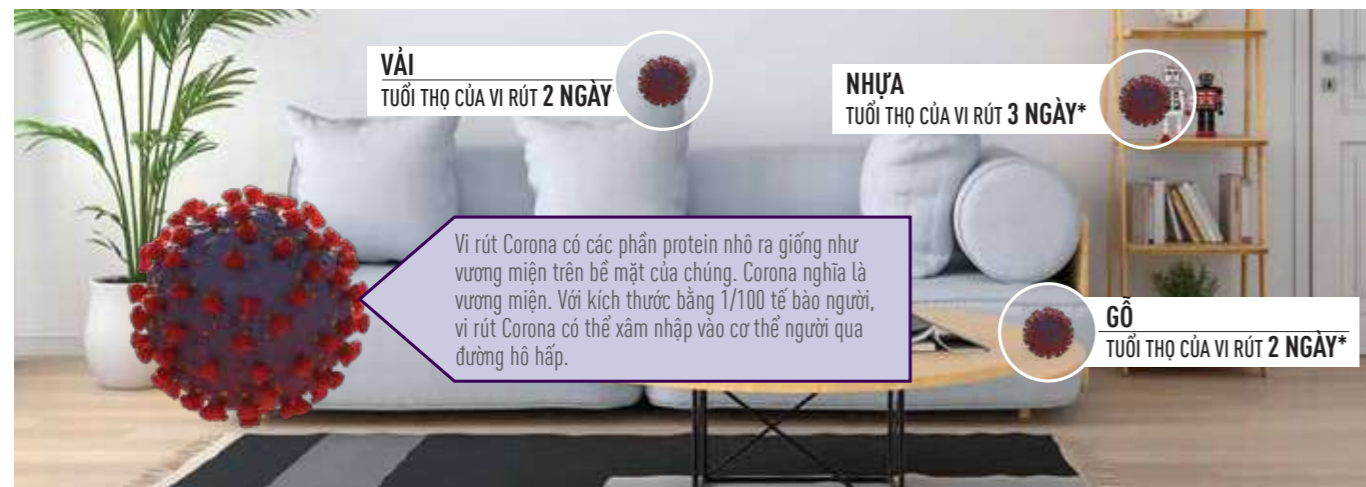 VẢI
TUỔI THỌ CỦA VI RÚT 2 NGÀY
NHỰA
TUỔI THỌ CỦA VI RÚT 3 NGÀY*
Vi rút Corona có các phần protein nhô ra giống như
vương miện trên bề mặt của chúng. Corona nghĩa là
vương miện. Với kích thước bằng 1/100 tế bào người,
vi rút Corona có thể xâm nhập vào cơ thể người qua
đường hô hấp.
GỖ
TUỔI THỌ CỦA VI RÚT 2 NGÀY*